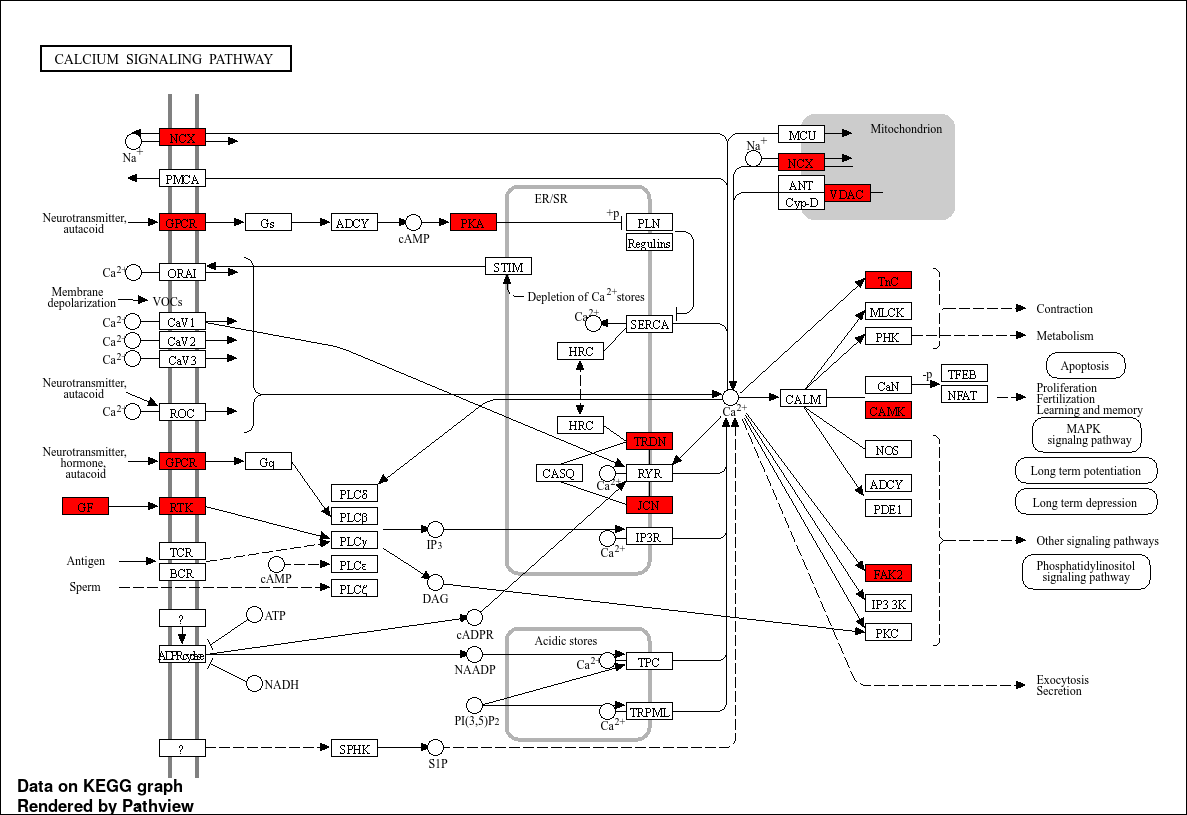 CALCIUM SIGNALING PATHWAY
NCX
Na+
PMCA
Neurotransmitter,
autacoid
GPCR
Gs
ADCY
cAMP
PKA
+p
PLN
Regulins
ER/SR
STIM
Depletion of Ca2+stores
Ca2+
ORAI
Membrane
depolarization
VOCs
Ca2+
CaV1
Ca2+
CaV2
Ca2+
CaV3
Neurotransmitter,
autacoid
Ca2+
ROC
Ca2+
SERCA
HRC
HRC
TRDN
CASQ
Ca2+
RYR
JCN
Ca2+
IP3R
Neurotransmitter,
hormone,
autacoid
GPCR
Gq
GF
RTK
PLCδ
PLCβ
PLCγ
PLCε
PLCζ
cAMP
IP3
DAG
Antigen
TCR
BCR
Sperm
?
ATP
NADH
cADPR
NAADP
PI(3,5)P2
Acidic stores
Ca2+
TPC
Ca2+
TRPML
?
SPHK
S1P
MCU
Mitochondrion
Na+
NCX
ANT
Cyp-D
VDAC
Ca2+
CALM
TnC
MLCK
PHK
CaN
-p
TFEB
NFAT
CAMK
NOS
ADCY
PDE1
FAK2
IP3 3K
PKC
Contraction
Metabolism
Apoptosis
Proliferation
Fertilization
Learning and memory
MAPK
signaling pathway
Long term potentiation
Long term depression
Other signaling pathways
Phosphatidylinositol
signaling pathway
Exocytosis
Secretion
Data on KEGG graph
Rendered by Pathview